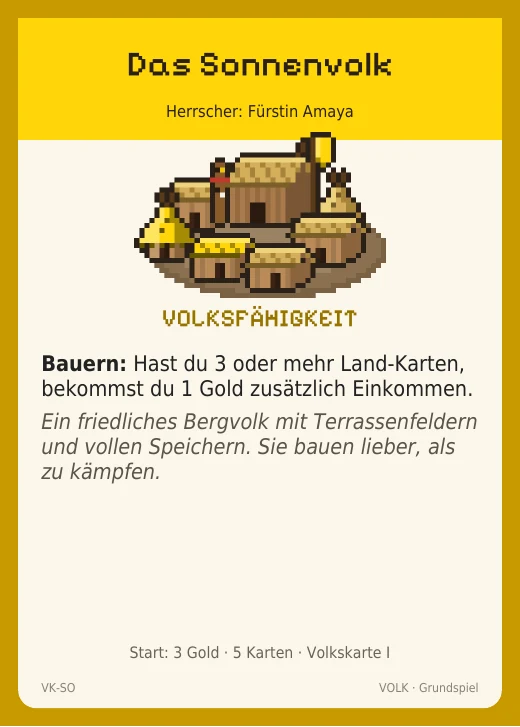 Das Sonnenvolk
Herrscher: Fürstin Amaya
VOLKSFÄHIGKEIT
Bauern: Hast du 3 oder mehr Land-Karten,
bekommst du 1 Gold zusätzlich Einkommen.
Ein friedliches Bergvolk mit Terrassenfeldern
und vollen Speichern. Sie bauen lieber, als
zu kämpfen.
Start: 3 Gold · 5 Karten · Volkskarte I
VK-SO
VOLK · Grundspiel